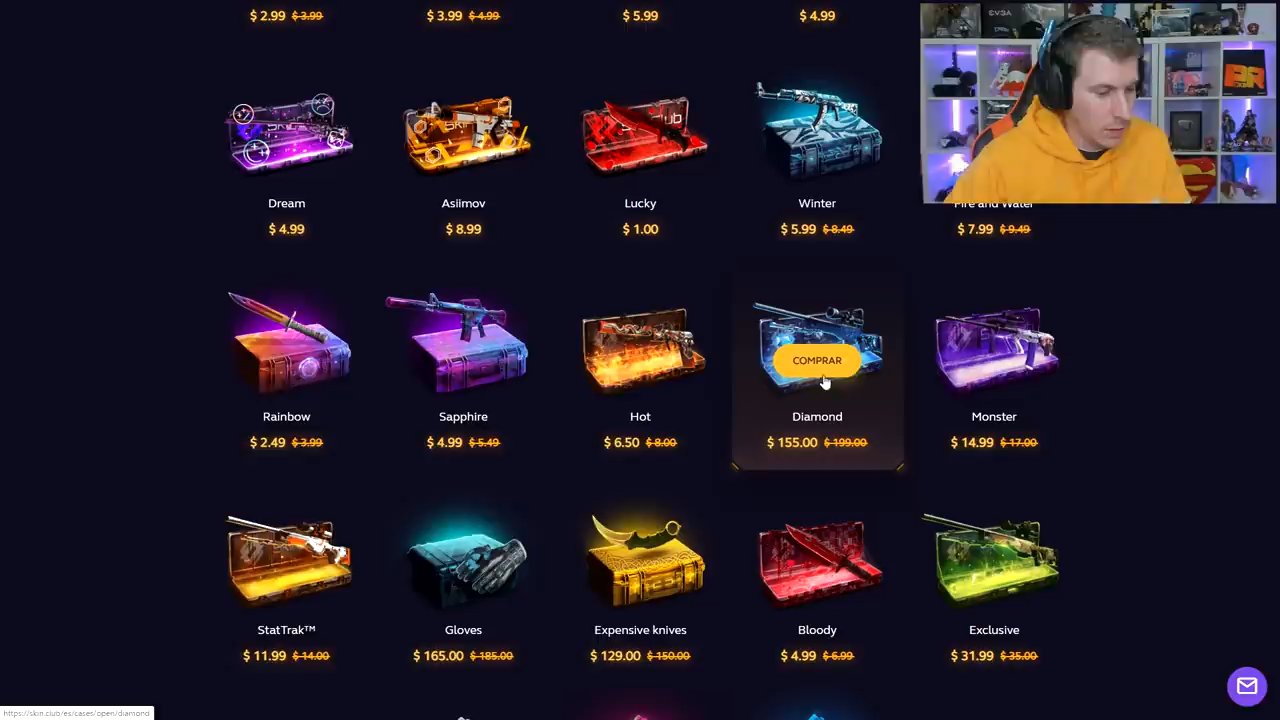 $ 2.99 $ 3.99
$ 3.99 $ 4.99
$ 5.99
$ 4.99
EVGA
Dream
$ 4.99
Asiimov
$ 8.99
Lucky
$ 1.00
Winter
$ 5.99 $ 8.49
Fire and Water
$ 7.99 $ 9.49
Rainbow
$ 2.49 $ 3.99
Sapphire
$ 4.99 $ 5.49
Hot
$ 6.50 $ 8.00
COMPRAR
Diamond
$ 155.00 $ 199.00
Monster
$ 14.99 $ 17.00
StatTrak™
$ 11.99 $ 14.00
Gloves
$ 165.00 $ 185.00
Expensive knives
$ 129.00 $ 150.00
Bloody
$ 4.99 $ 6.99
Exclusive
$ 31.99 $ 35.00
https://skin.club/es/cases/open/diamond